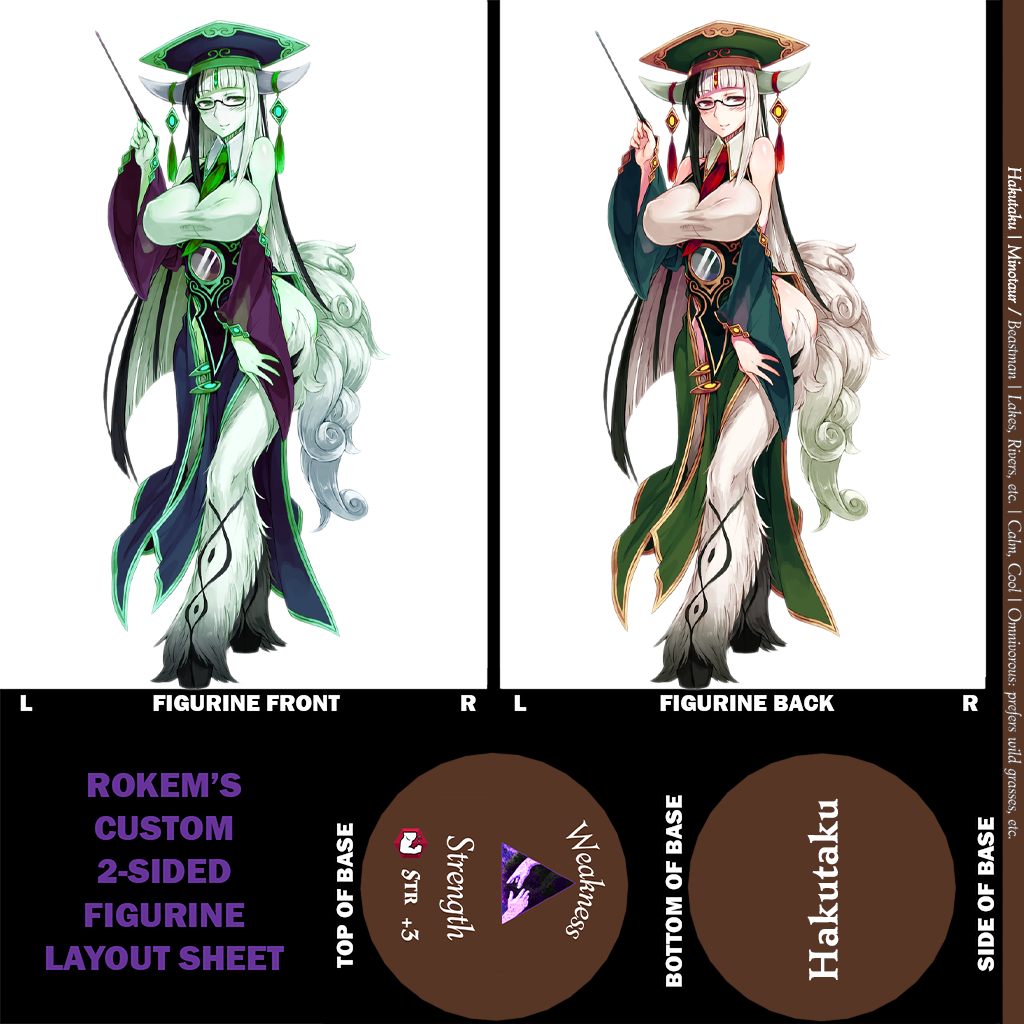 L FIGURINE FRONT R
L FIGURINE BACK R
Hakutaku | Minotaur / Beastman | Lakes, Rivers, etc. | Calm, Cool | Omnivorous: prefers wild grasses, etc.
ROKEM'S
CUSTOM
2-SIDED
FIGURINE
LAYOUT SHEET
TOP OF BASE
Weakness
Strength
STR +3
BOTTOM OF BASE
Hakutaku
SIDE OF BASE